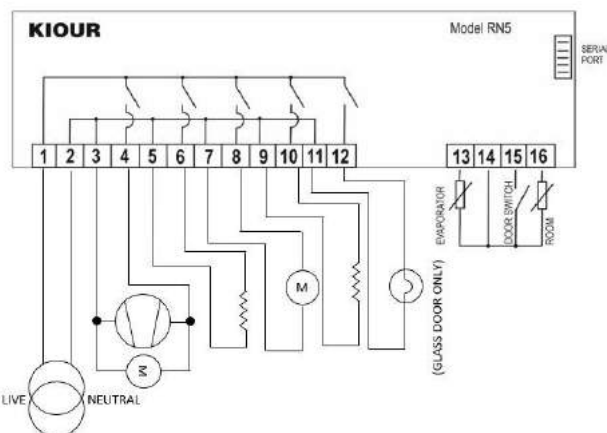 KIOUR
Model RN5
SERIAL
PORT
1 2 3 4 5 6 7 8 9 10 11 12
13 14 15 16
EVAPORATOR
DOOR SWITCH
ROOM
M
M
(GLASS DOOR ONLY)
LIVE
NEUTRAL